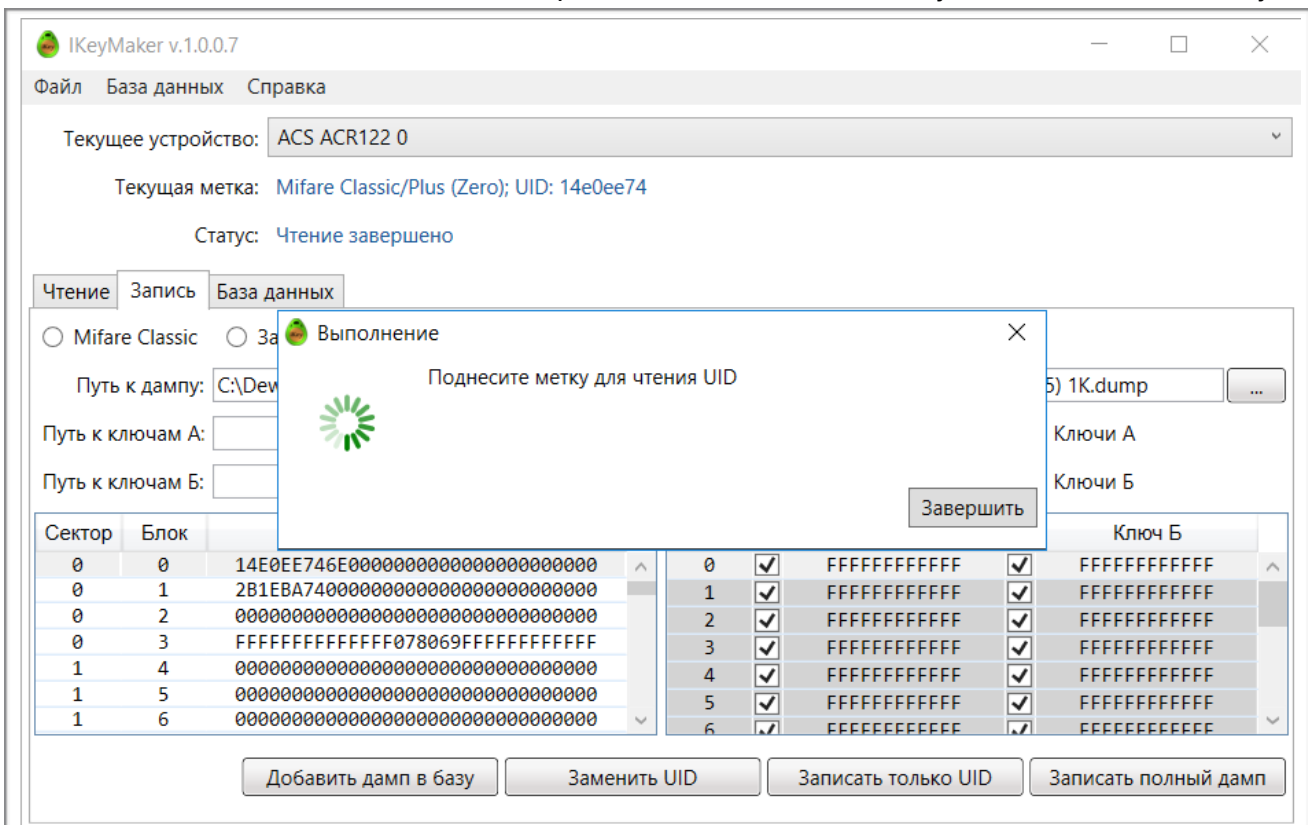 IKeyMaker v.1.0.0.7
Файл База данных Справка
Текущее устройство: ACS ACR122 0
Текущая метка: Mifare Classic/Plus (Zero); UID: 14e0ee74
Статус: Чтение завершено
Чтение Запись База данных
Mifare Classic За
Выполнение
Поднесите метку для чтения UID
Завершить
Путь к дампу: C:\Dew 5) 1K.dump ...
Путь к ключам А: Ключи А
Путь к ключам Б: Ключи Б
Сектор Блок Ключ Б
0 0 14E0EE746E0000000000000000000000 0 FFFFFFFFFFFF FFFFFFFFFFFF
0 1 2B1EBA74000000000000000000000000 1 FFFFFFFFFFFF FFFFFFFFFFFF
0 2 00000000000000000000000000000000 2 FFFFFFFFFFFF FFFFFFFFFFFF
0 3 FFFFFFFFFFFFFF078069FFFFFFFFFFFF 3 FFFFFFFFFFFF FFFFFFFFFFFF
1 4 00000000000000000000000000000000 4 FFFFFFFFFFFF FFFFFFFFFFFF
1 5 00000000000000000000000000000000 5 FFFFFFFFFFFF FFFFFFFFFFFF
1 6 00000000000000000000000000000000 6 FFFFFFFFFFFF FFFFFFFFFFFF
Добавить дамп в базу Заменить UID Записать только UID Записать полный дамп